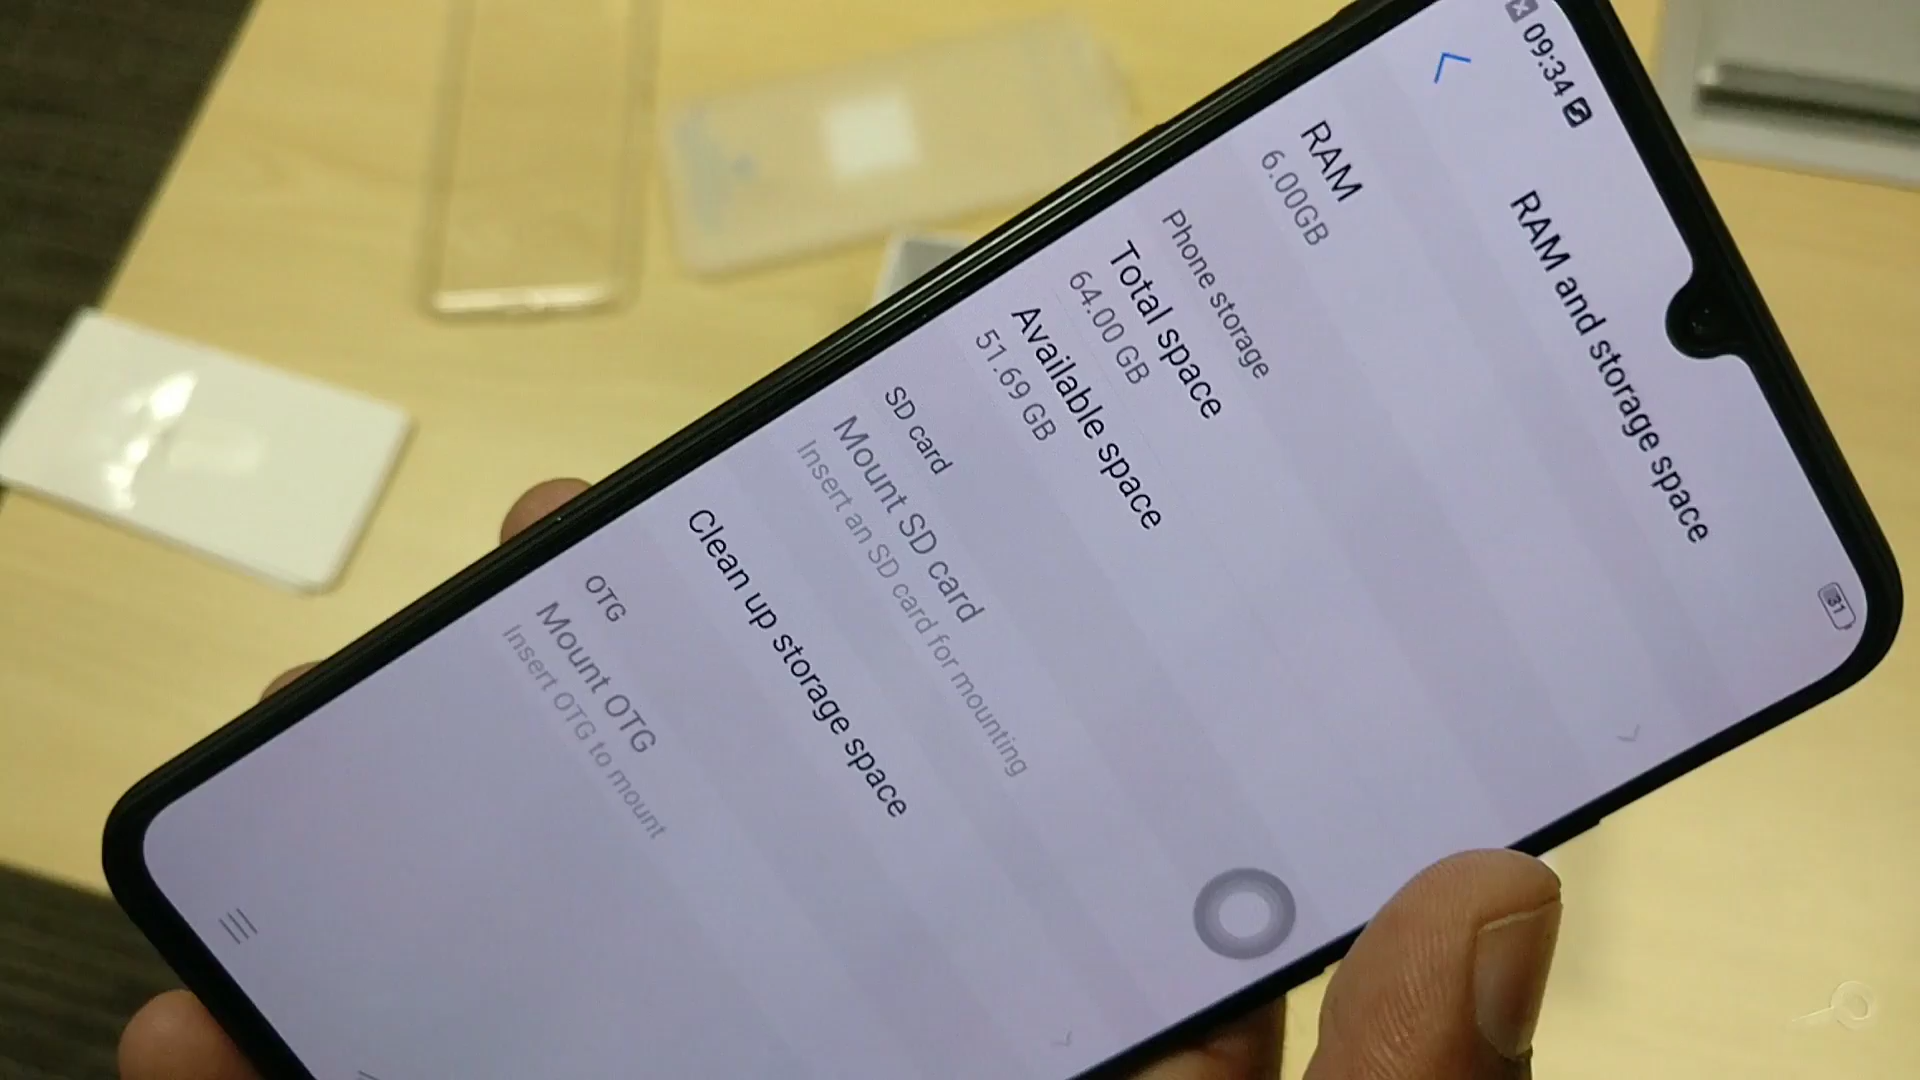 09:34
31
RAM and storage space
RAM
6.00GB
Phone storage
Total space
64.00 GB
Available space
51.69 GB
SD card
Mount SD card
Insert an SD card for mounting
Clean up storage space
OTG
Mount OTG
Insert OTG to mount